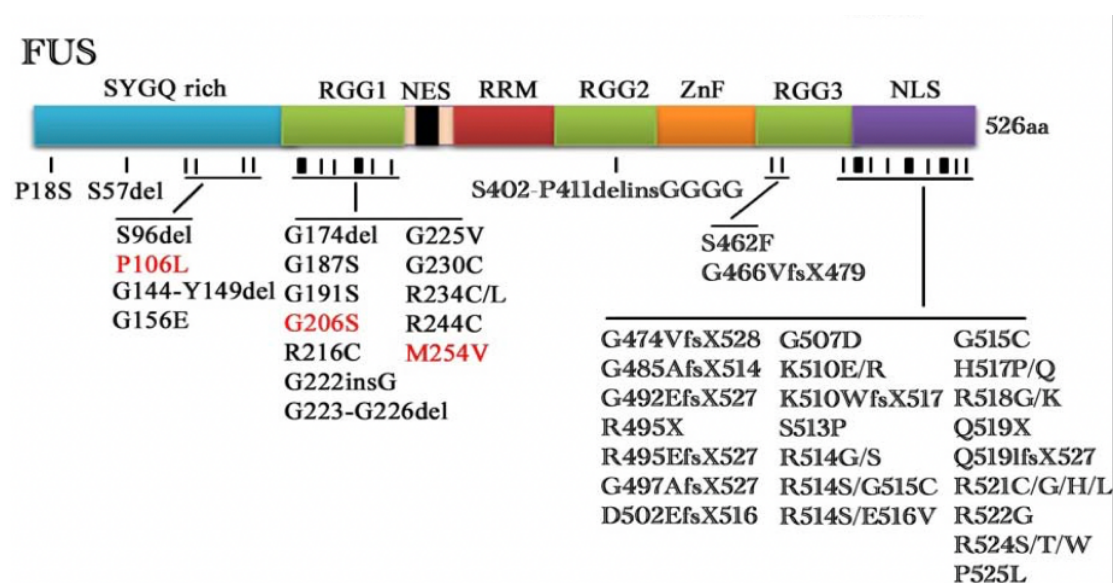 FUS
SYGQ rich RGG1 NES RRM RGG2 ZnF RGG3 NLS
526aa
P18S S57del
S402-P411delinsGGGG
S96del
P106L
G144-Y149del
G156E
G174del
G187S
G191S
G206S
R216C
G222insG
G223-G226del
G225V
G230C
R234C/L
R244C
M254V
S462F
G466VfsX479
G474VfsX528
G485AfsX514
G492EfsX527
R495X
R495EfsX527
G497AfsX527
D502EfsX516
G507D
K510E/R
K510WfsX517
S513P
R514G/S
R514S/G515C
R514S/E516V
G515C
H517P/Q
R518G/K
Q519X
Q519lfsX527
R521C/G/H/L
R522G
R524S/T/W
P525L